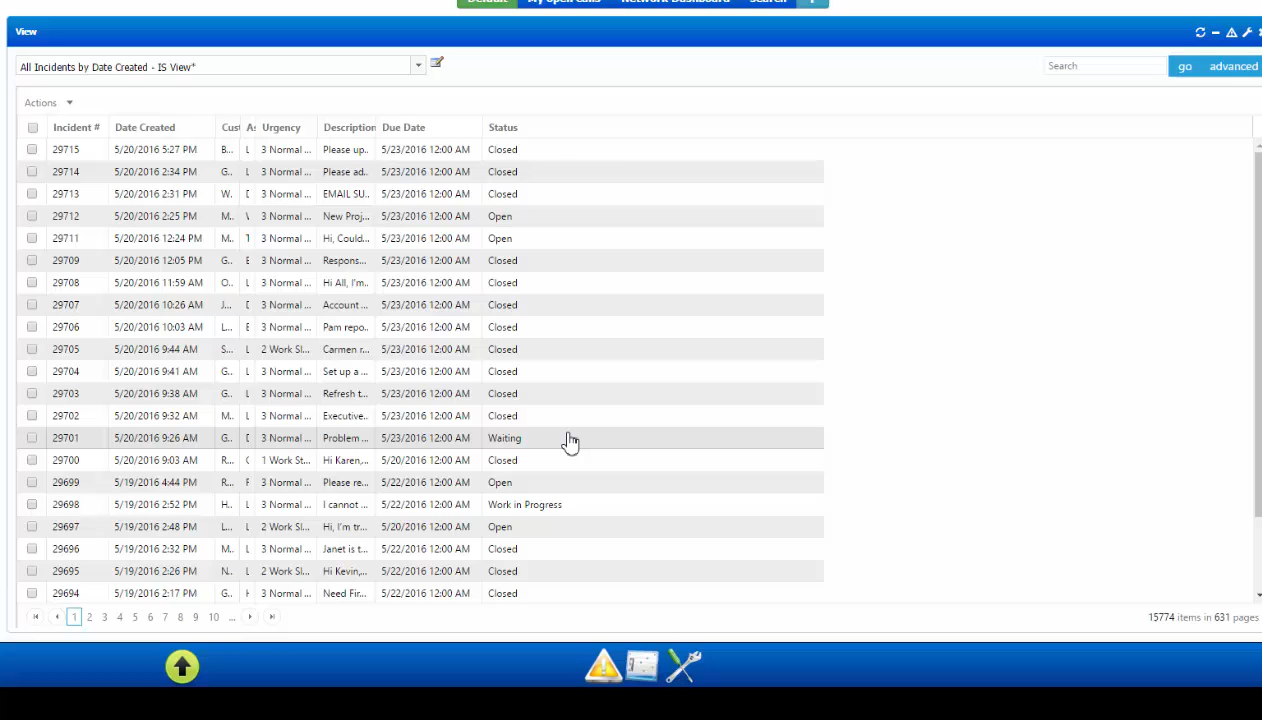 Default My Open Calls Network Dashboard Search +
View
All Incidents by Date Created - IS View*
Search go advanced
Actions
Incident # Date Created Cust As Urgency Description Due Date Status
29715 5/20/2016 5:27 PM B... L 3 Normal ... Please up.. 5/23/2016 12:00 AM Closed
29714 5/20/2016 2:34 PM G.. L 3 Normal ... Please ad.. 5/23/2016 12:00 AM Closed
29713 5/20/2016 2:31 PM W. [ 3 Normal ... EMAIL SU.. 5/23/2016 12:00 AM Closed
29712 5/20/2016 2:25 PM M.. \ 3 Normal ... New Proj... 5/23/2016 12:00 AM Open
29711 5/20/2016 12:24 PM M.. T 3 Normal ... Hi, Could... 5/23/2016 12:00 AM Open
29709 5/20/2016 12:05 PM G.. E 3 Normal ... Respons... 5/23/2016 12:00 AM Closed
29708 5/20/2016 11:59 AM O.. L 3 Normal ... Hi All, I'm.. 5/23/2016 12:00 AM Closed
29707 5/20/2016 10:26 AM J... [ 3 Normal ... Account ... 5/23/2016 12:00 AM Closed
29706 5/20/2016 10:03 AM L... E 3 Normal ... Pam repo.. 5/23/2016 12:00 AM Closed
29705 5/20/2016 9:44 AM S... L 2 Work Sl... Carmen r... 5/23/2016 12:00 AM Closed
29704 5/20/2016 9:41 AM G.. L 3 Normal ... Set up a ... 5/23/2016 12:00 AM Closed
29703 5/20/2016 9:38 AM G.. L 3 Normal ... Refresh t... 5/23/2016 12:00 AM Closed
29702 5/20/2016 9:32 AM M.. L 3 Normal ... Executive.. 5/23/2016 12:00 AM Closed
29701 5/20/2016 9:26 AM G.. [ 3 Normal ... Problem ... 5/23/2016 12:00 AM Waiting
29700 5/20/2016 9:03 AM R... ( 1 Work St... Hi Karen,... 5/20/2016 12:00 AM Closed
29699 5/19/2016 4:44 PM R... F 3 Normal ... Please re... 5/22/2016 12:00 AM Open
29698 5/19/2016 2:52 PM H.. L 3 Normal ... I cannot ... 5/22/2016 12:00 AM Work in Progress
29697 5/19/2016 2:48 PM L... L 2 Work Sl... Hi, I'm tr... 5/20/2016 12:00 AM Open
29696 5/19/2016 2:32 PM M.. L 3 Normal ... Janet is t... 5/22/2016 12:00 AM Closed
29695 5/19/2016 2:26 PM N.. L 2 Work Sl... Hi Kevin,... 5/22/2016 12:00 AM Closed
29694 5/19/2016 2:17 PM G.. H 3 Normal ... Need Fir... 5/22/2016 12:00 AM Closed
1 2 3 4 5 6 7 8 9 10 ... 15774 items in 631 pages